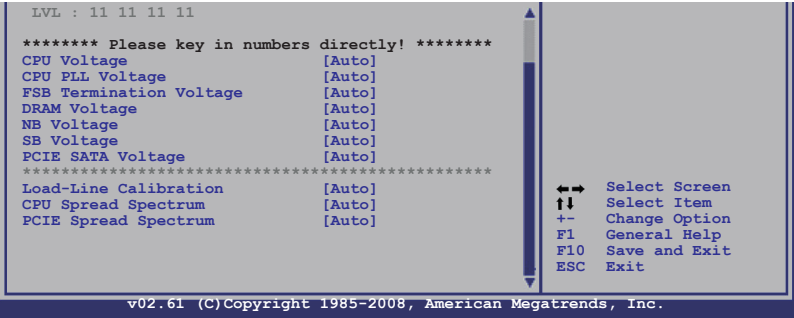 LVL : 11 11 11 11
******** Please key in numbers directly! ********
CPU Voltage [Auto]
CPU PLL Voltage [Auto]
FSB Termination Voltage [Auto]
DRAM Voltage [Auto]
NB Voltage [Auto]
SB Voltage [Auto]
PCIE SATA Voltage [Auto]
*************************************************
Load-Line Calibration [Auto]
CPU Spread Spectrum [Auto]
PCIE Spread Spectrum [Auto]
←→ Select Screen
↑↓ Select Item
+- Change Option
F1 General Help
F10 Save and Exit
ESC Exit
v02.61 (C)Copyright 1985-2008, American Megatrends, Inc.